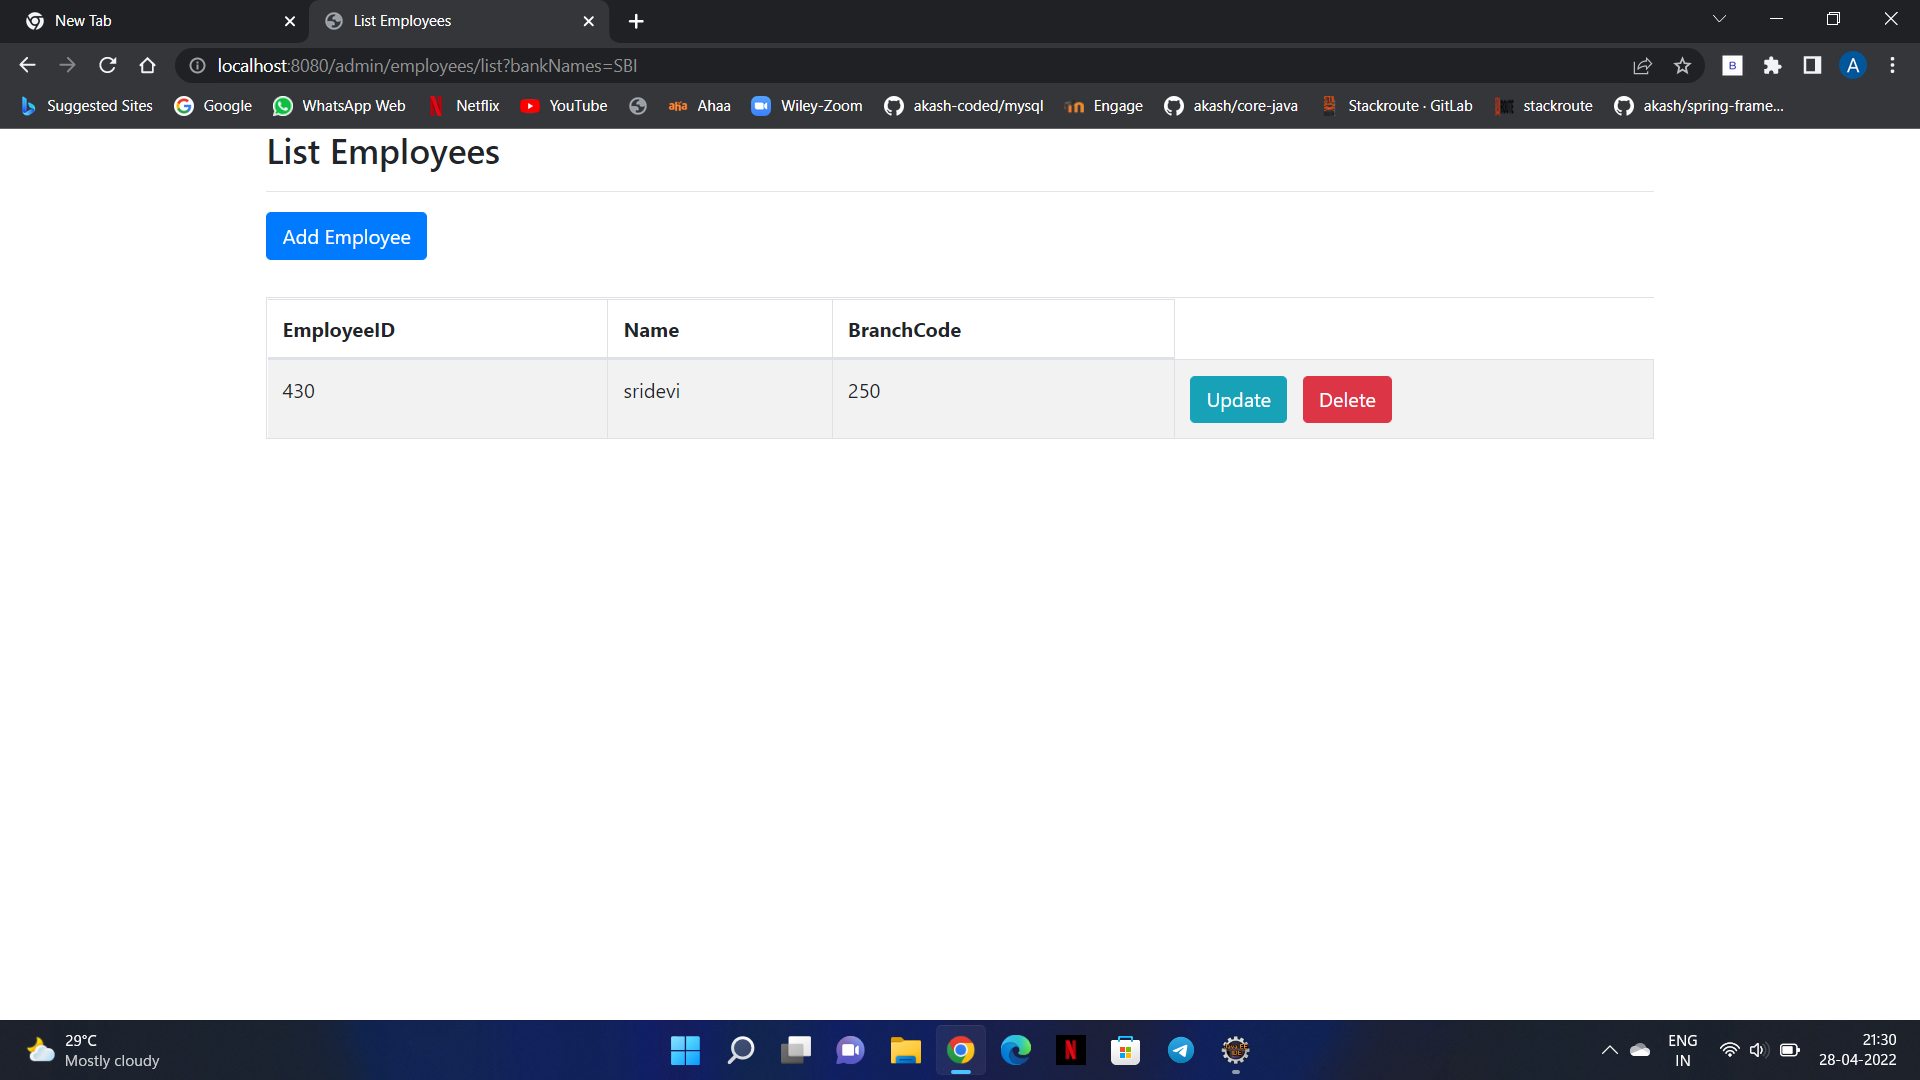 New Tab
List Employees
localhost:8080/admin/employees/list?bankNames=SBI
B
A
Suggested Sites Google WhatsApp Web Netflix YouTube aha Ahaa Wiley-Zoom akash-coded/mysql Engage akash/core-java Stackroute · GitLab stackroute akash/spring-frame...
List Employees
Add Employee
EmployeeID Name BranchCode
430 sridevi 250 Update Delete
29°C
Mostly cloudy
ENG
IN
21:30
28-04-2022